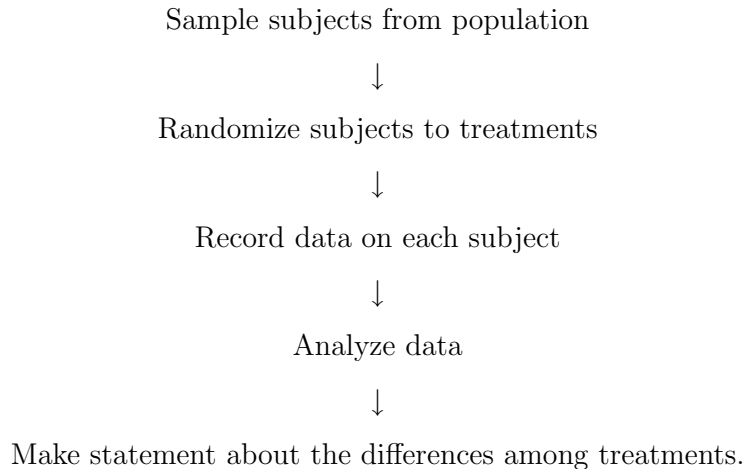 Sample subjects from population
↓
Randomize subjects to treatments
↓
Record data on each subject
↓
Analyze data
↓
Make statement about the differences among treatments.